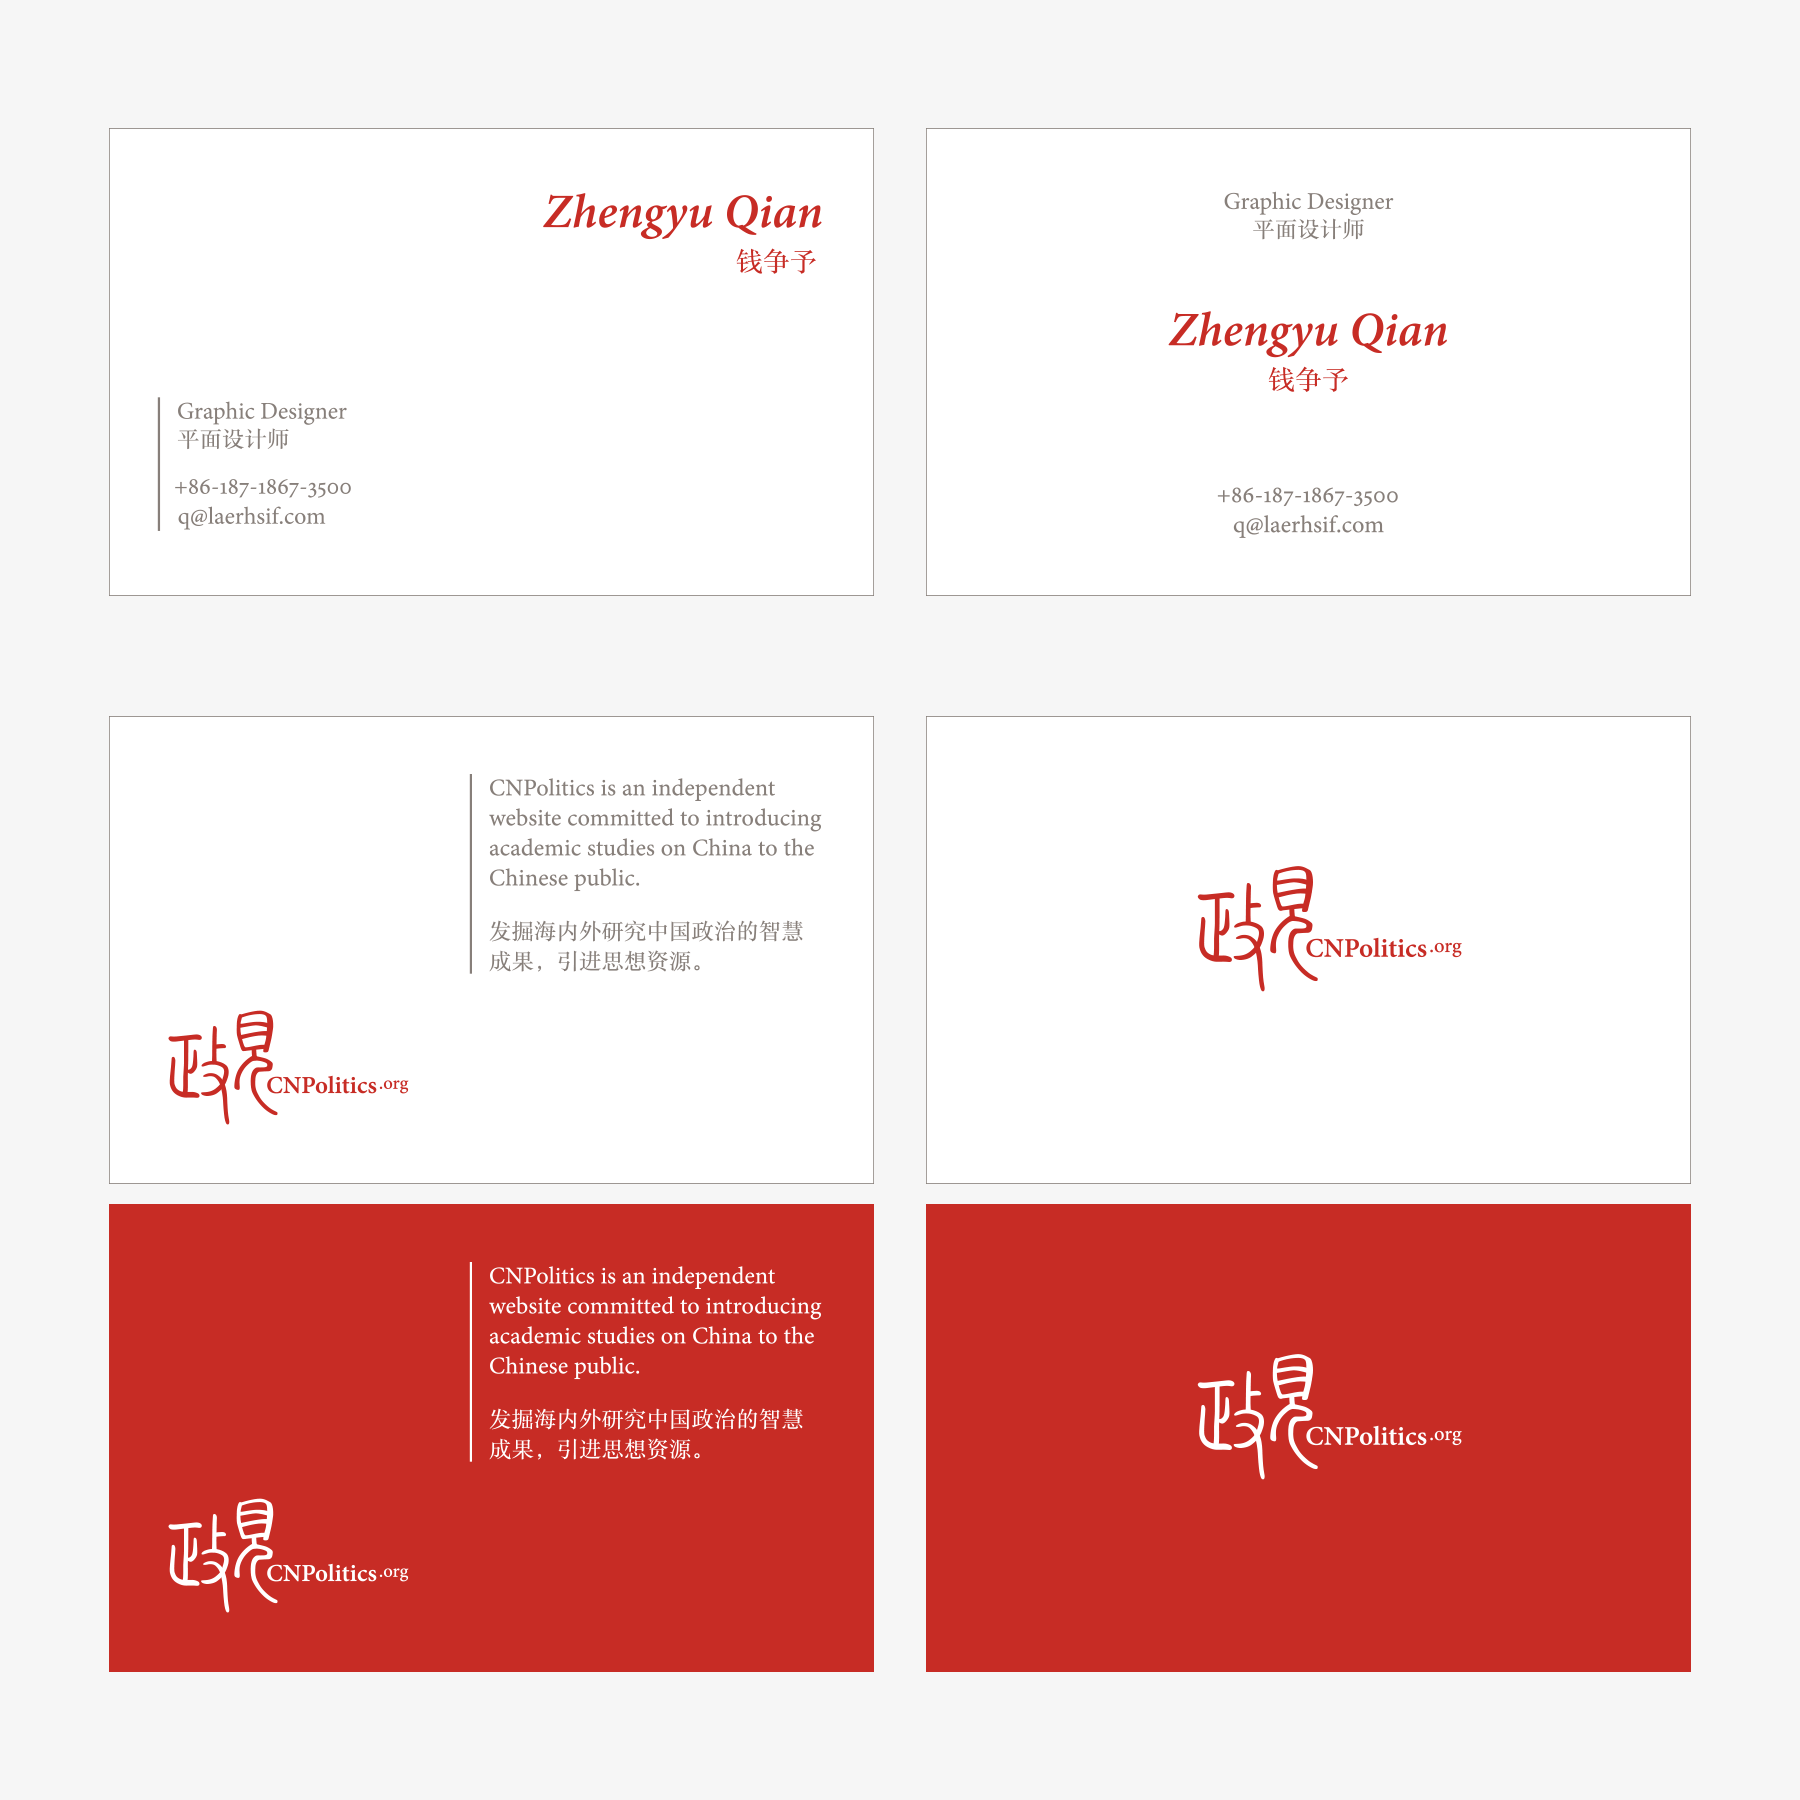 Zhengyu Qian
钱争予
Graphic Designer
平面设计师
+86-187-1867-3500
q@laerhsif.com
Graphic Designer
平面设计师
Zhengyu Qian
钱争予
+86-187-1867-3500
q@laerhsif.com
CNPolitics is an independent
website committed to introducing
academic studies on China to the
Chinese public.
发掘海内外研究中国政治的智慧
成果，引进思想资源。
政見 CNPolitics.org
政見 CNPolitics.org
CNPolitics is an independent
website committed to introducing
academic studies on China to the
Chinese public.
发掘海内外研究中国政治的智慧
成果，引进思想资源。
政見 CNPolitics.org
政見 CNPolitics.org